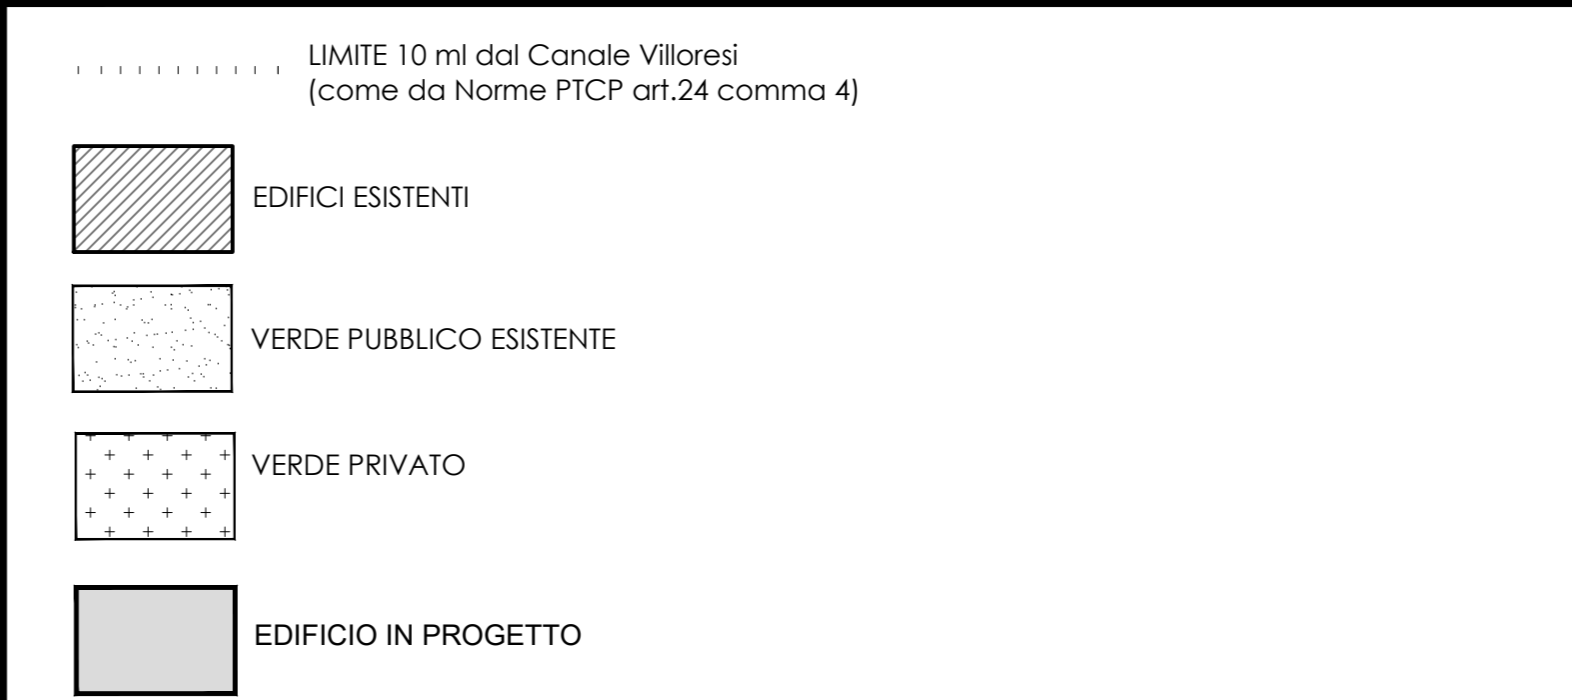 LIMITE 10 ml dal Canale Villoresi
(come da Norme PTCP art.24 comma 4)
EDIFICI ESISTENTI
VERDE PUBBLICO ESISTENTE
VERDE PRIVATO
EDIFICIO IN PROGETTO